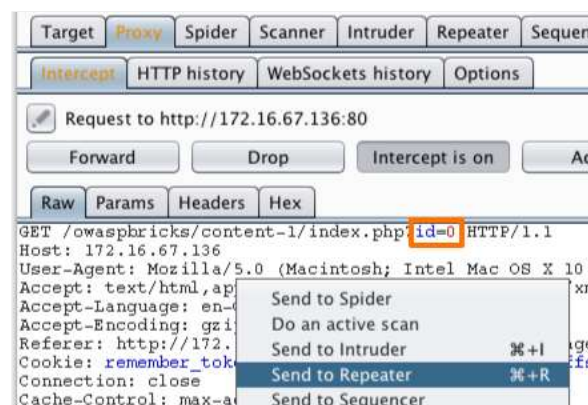 Target Proxy Spider Scanner Intruder Repeater Sequen
Intercept HTTP history WebSockets history Options
Request to http://172.16.67.136:80
Forward Drop Intercept is on Ac
Raw Params Headers Hex
GET /owaspbricks/content-1/index.php?id=0 HTTP/1.1
Host: 172.16.67.136
User-Agent: Mozilla/5.0 (Macintosh; Intel Mac OS X 10
Accept: text/html,ap
Accept-Language: en-
Accept-Encoding: gzi
Referer: http://172.
Cookie: remember_tok
Connection: close
Cache-Control: max-a
Send to Spider
Do an active scan
Send to Intruder ⌘+I
Send to Repeater ⌘+R
Send to Sequencer